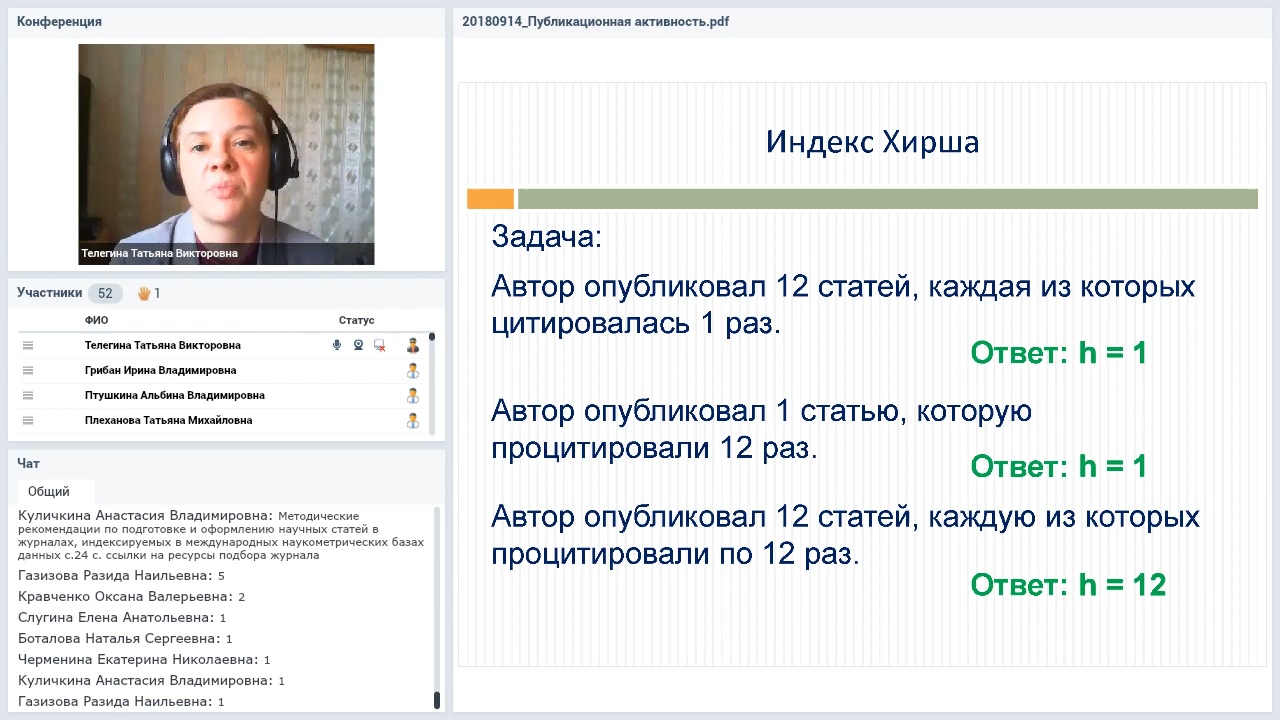 Конференция
Телегина Татьяна Викторовна
Участники 52 1
ФИО Статус
Телегина Татьяна Викторовна
Грибан Ирина Владимировна
Птушкина Альбина Владимировна
Плеханова Татьяна Михайловна
Чат
Общий
Куличкина Анастасия Владимировна: Методические
рекомендации по подготовке и оформлению научных статей в
журналах, индексируемых в международных наукометрических базах
данных с.24 с. ссылки на ресурсы подбора журнала
Газизова Разида Наильевна: 5
Кравченко Оксана Валерьевна: 2
Слугина Елена Анатольевна: 1
Боталова Наталья Сергеевна: 1
Черменина Екатерина Николаевна: 1
Куличкина Анастасия Владимировна: 1
Газизова Разида Наильевна: 1
20180914_Публикационная активность.pdf
Индекс Хирша
Задача:
Автор опубликовал 12 статей, каждая из которых
цитировалась 1 раз.
Ответ: h = 1
Автор опубликовал 1 статью, которую
процитировали 12 раз.
Ответ: h = 1
Автор опубликовал 12 статей, каждую из которых
процитировали по 12 раз.
Ответ: h = 12